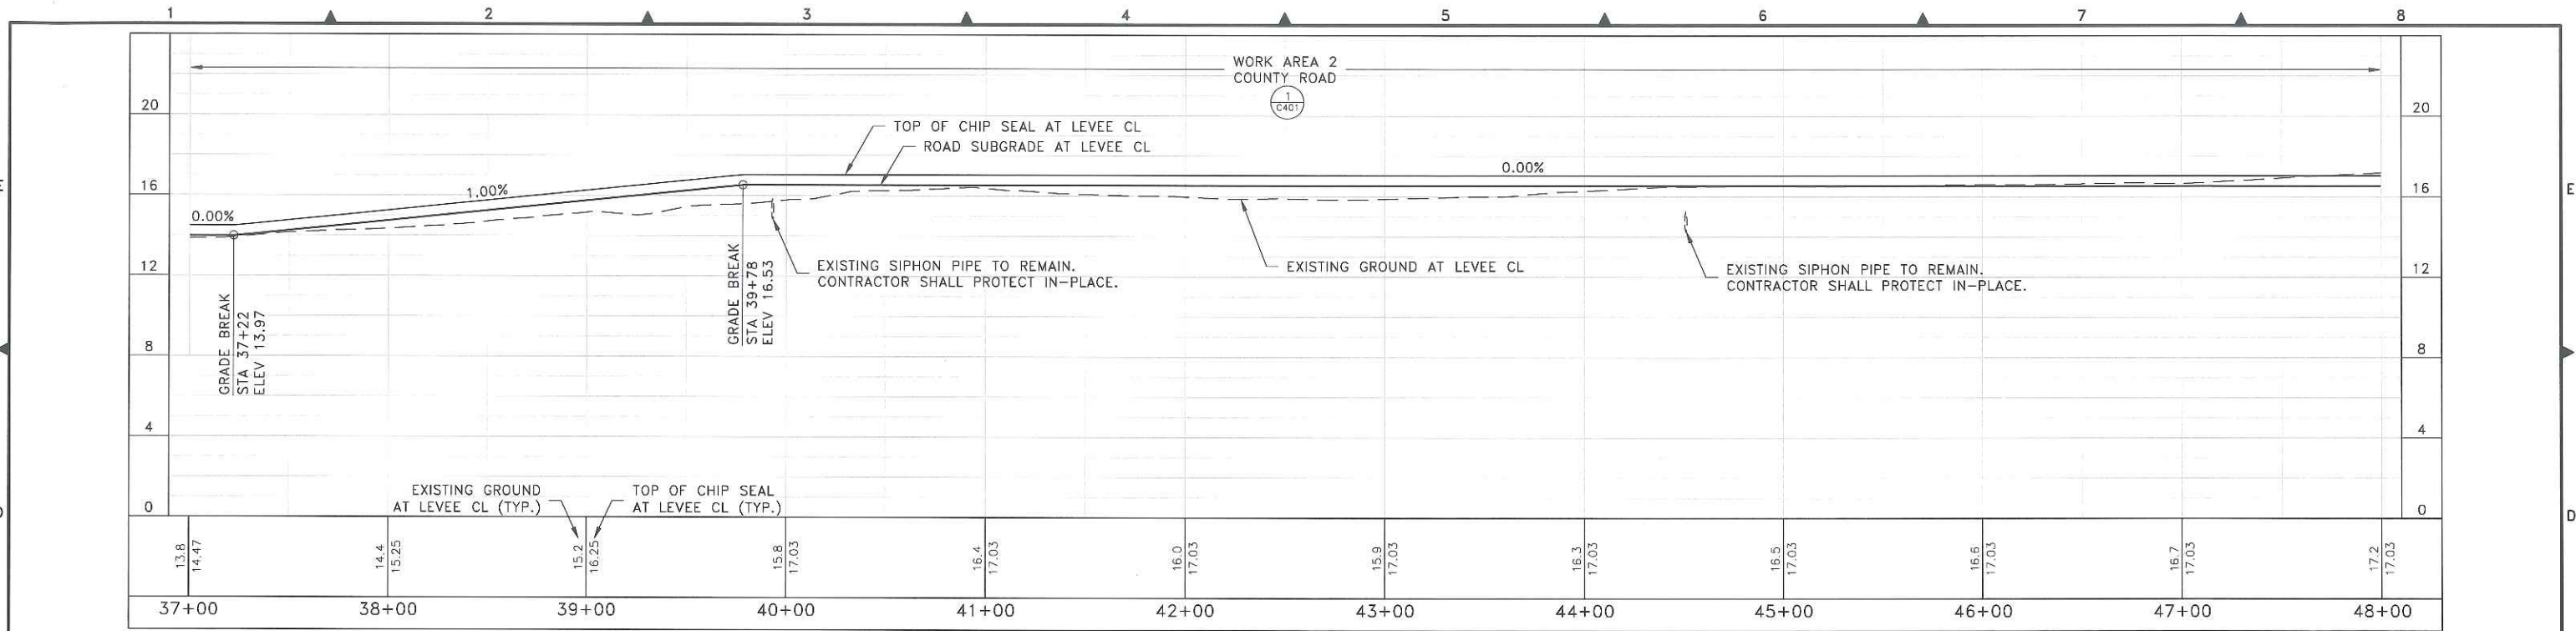 1 2 3 4 5 6 7 8
WORK AREA 2
COUNTY ROAD
1
C401
20 20
TOP OF CHIP SEAL AT LEVEE CL
ROAD SUBGRADE AT LEVEE CL
0.00%
1.00%
16 16
E
0.00%
EXISTING SIPHON PIPE TO REMAIN.
CONTRACTOR SHALL PROTECT IN-PLACE.
EXISTING GROUND AT LEVEE CL
EXISTING SIPHON PIPE TO REMAIN.
CONTRACTOR SHALL PROTECT IN-PLACE.
12 12
GRADE BREAK
STA 37+22
ELEV 13.97
GRADE BREAK
STA 39+78
ELEV 16.53
8 8
4 4
EXISTING GROUND
AT LEVEE CL (TYP.)
TOP OF CHIP SEAL
AT LEVEE CL (TYP.)
0 0
D
13.8
14.47
14.4
15.25
15.2
16.25
15.8
17.03
16.4
17.03
16.0
17.03
15.9
17.03
16.3
17.03
16.5
17.03
16.6
17.03
16.7
17.03
17.2
17.03
37+00 38+00 39+00 40+00 41+00 42+00 43+00 44+00 45+00 46+00 47+00 48+00